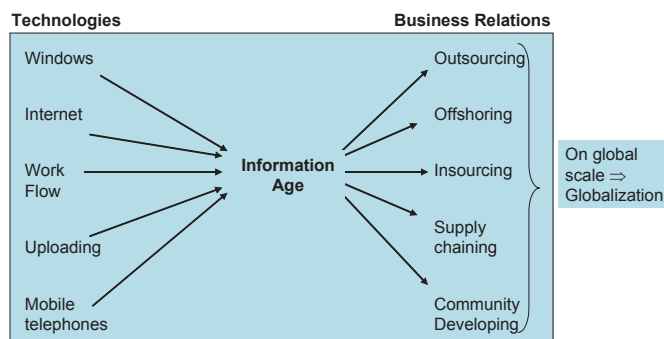 Technologies
Business Relations
Windows
Internet
Work
Flow
Uploading
Mobile
telephones
Information
Age
Outsourcing
Offshoring
Insourcing
Supply
chaining
Community
Developing
On global
scale ⇒
Globalization